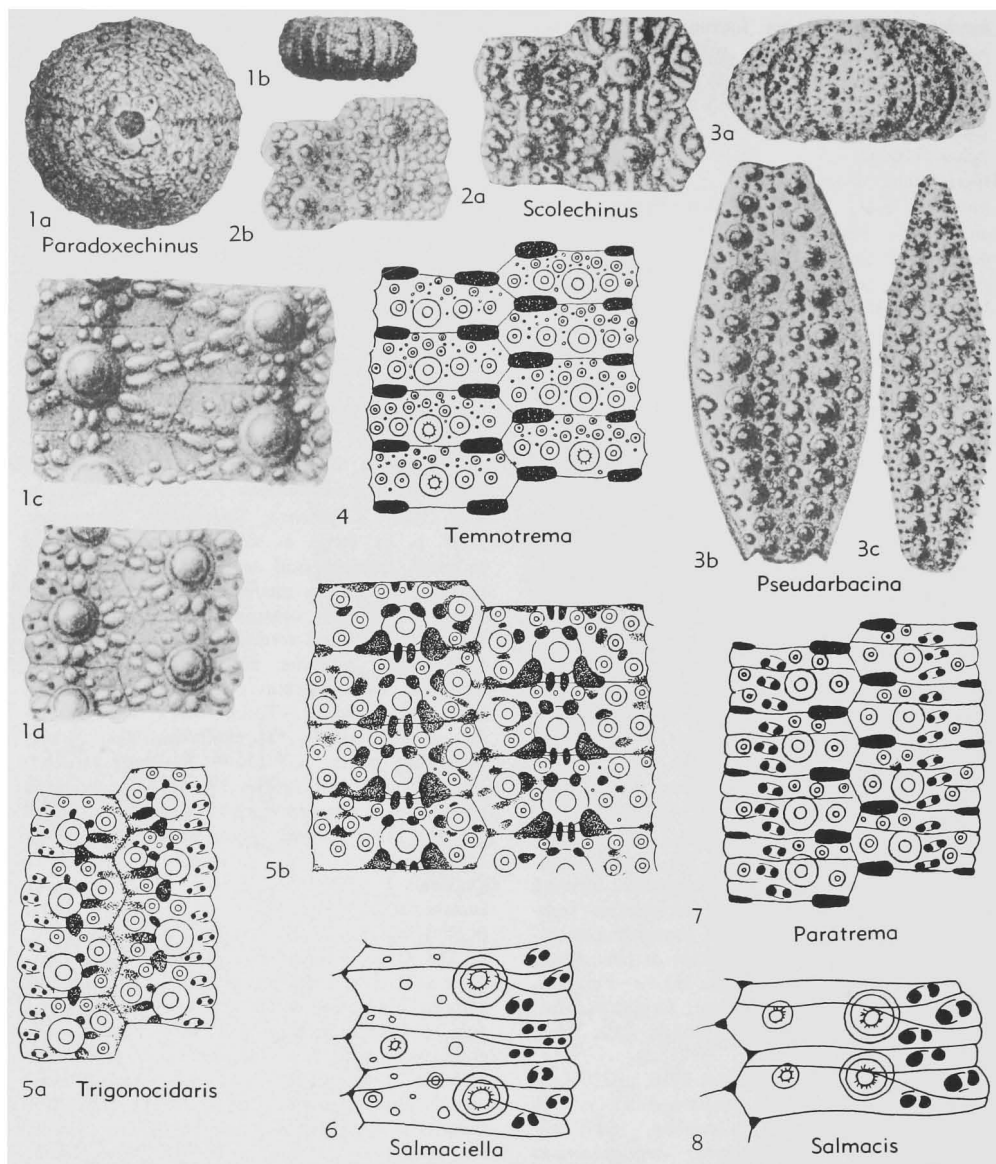 1a
Paradoxechinus
1b
2b
2a
Scolechinus
3a
1c
4
Temnotrema
3b
3c
Pseudarbacina
1d
5a Trigonocidaris
5b
7
Paratrema
6
Salmaciella
8
Salmacis